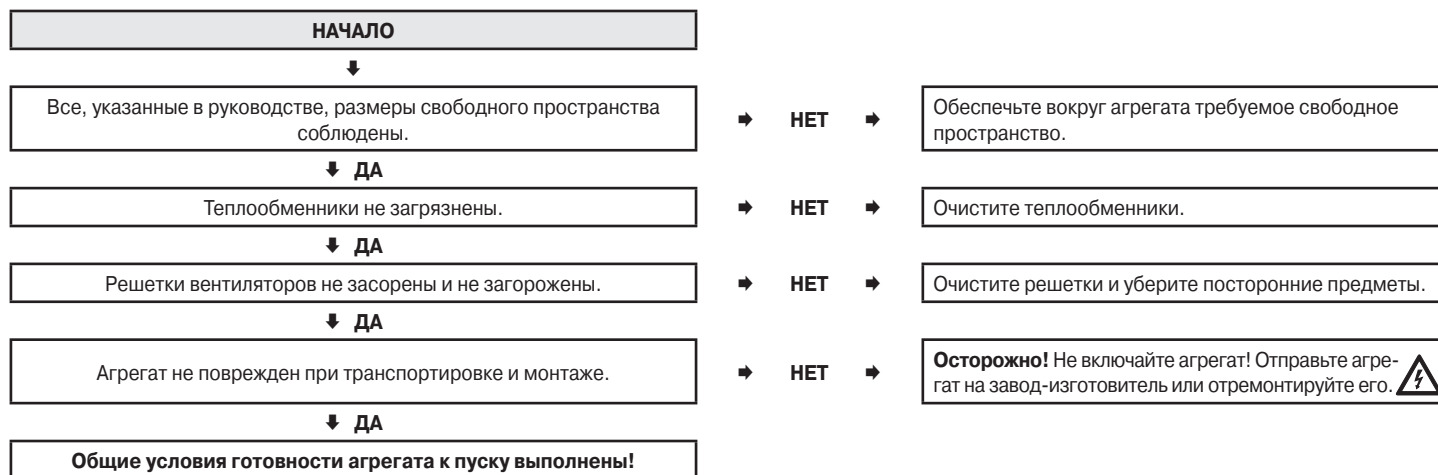 НАЧАЛО
Все, указанные в руководстве, размеры свободного пространства
соблюдены.
НЕТ
Обеспечьте вокруг агрегата требуемое свободное
пространство.
ДА
Теплообменники не загрязнены.
НЕТ
Очистите теплообменники.
ДА
Решетки вентиляторов не засорены и не загорожены.
НЕТ
Очистите решетки и уберите посторонние предметы.
ДА
Агрегат не поврежден при транспортировке и монтаже.
НЕТ
Осторожно! Не включайте агрегат! Отправьте агре-
гат на завод-изготовитель или отремонтируйте его.
ДА
Общие условия готовности агрегата к пуску выполнены!